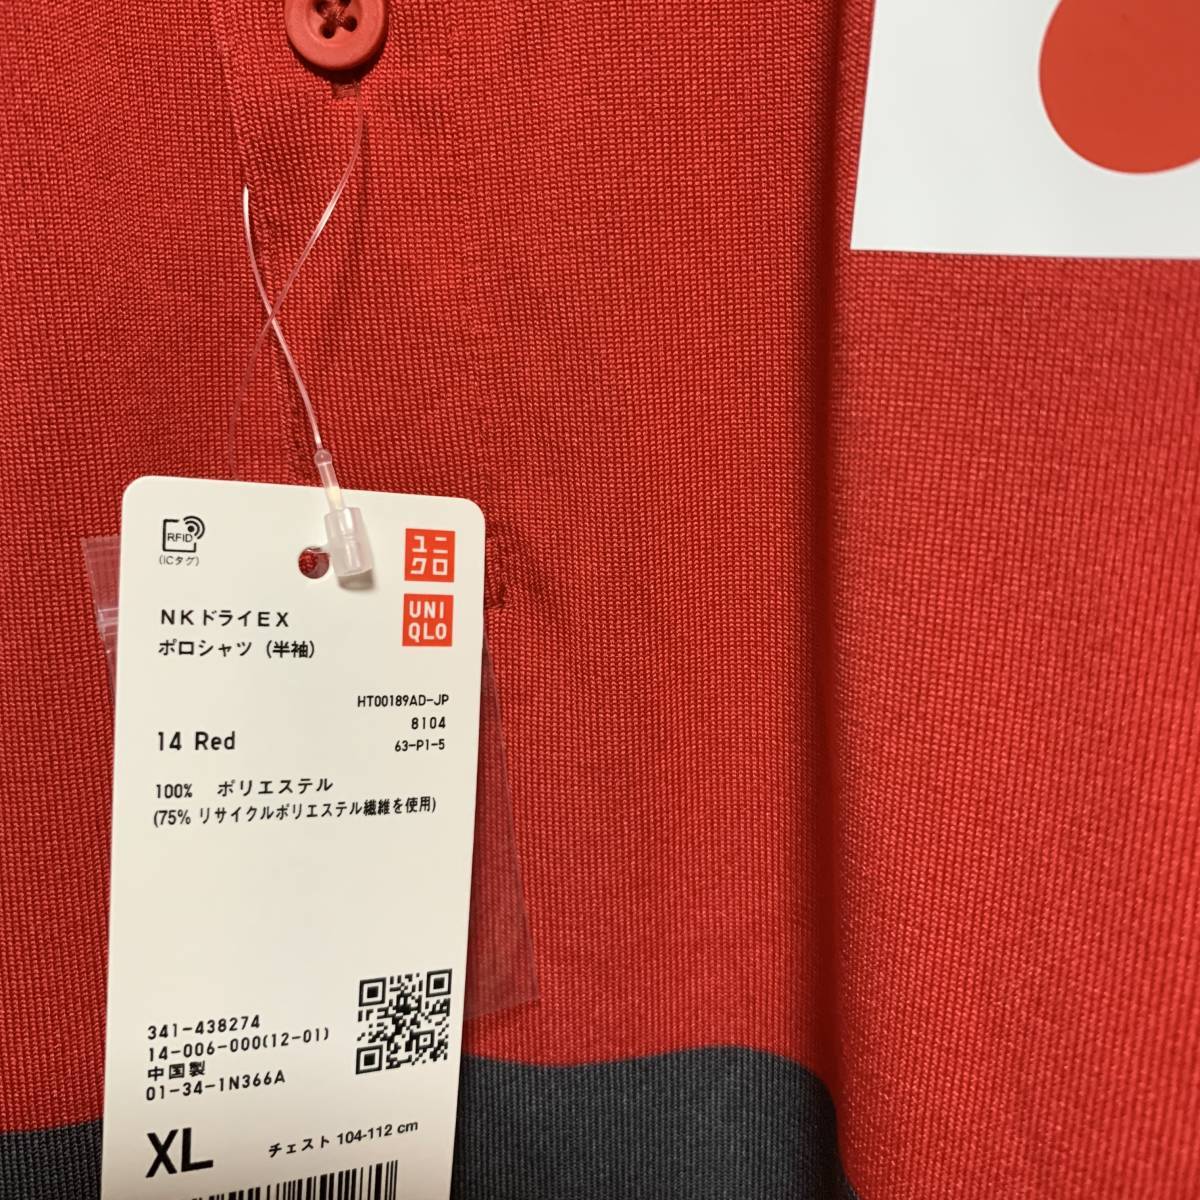 RFID
(ICタグ)
ユニ
クロ
UNI
QLO
NKドライEX
ポロシャツ (半袖)
HT00189AD-JP
8104
63-P1-5
14 Red
100% ポリエステル
(75% リサイクルポリエステル繊維を使用)
341-438274
14-006-000(12-01)
中国製
01-34-1N366A
XL
チェスト 104-112 cm